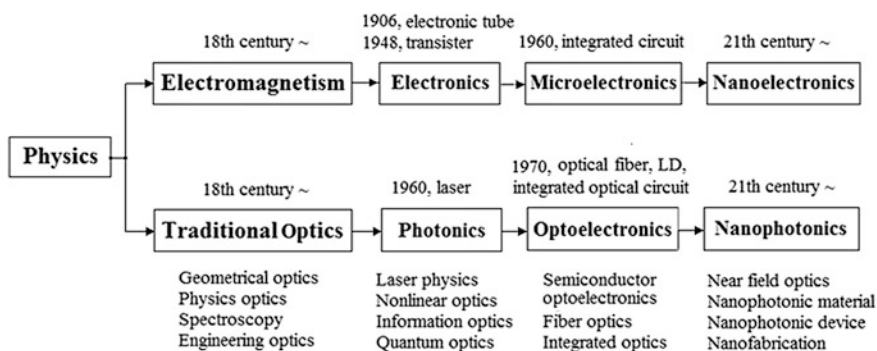 18th century ~
1906, electronic tube
1948, transister
1960, integrated circuit
21th century ~
Electromagnetism
Electronics
Microelectronics
Nanoelectronics
Physics
18th century ~
1960, laser
1970, optical fiber, LD,
integrated optical circuit
21th century ~
Traditional Optics
Photonics
Optoelectronics
Nanophotonics
Geometrical optics
Physics optics
Spectroscopy
Engineering optics
Laser physics
Nonlinear optics
Information optics
Quantum optics
Semiconductor
optoelectronics
Fiber optics
Integrated optics
Near field optics
Nanophotonic material
Nanophotonic device
Nanofabrication